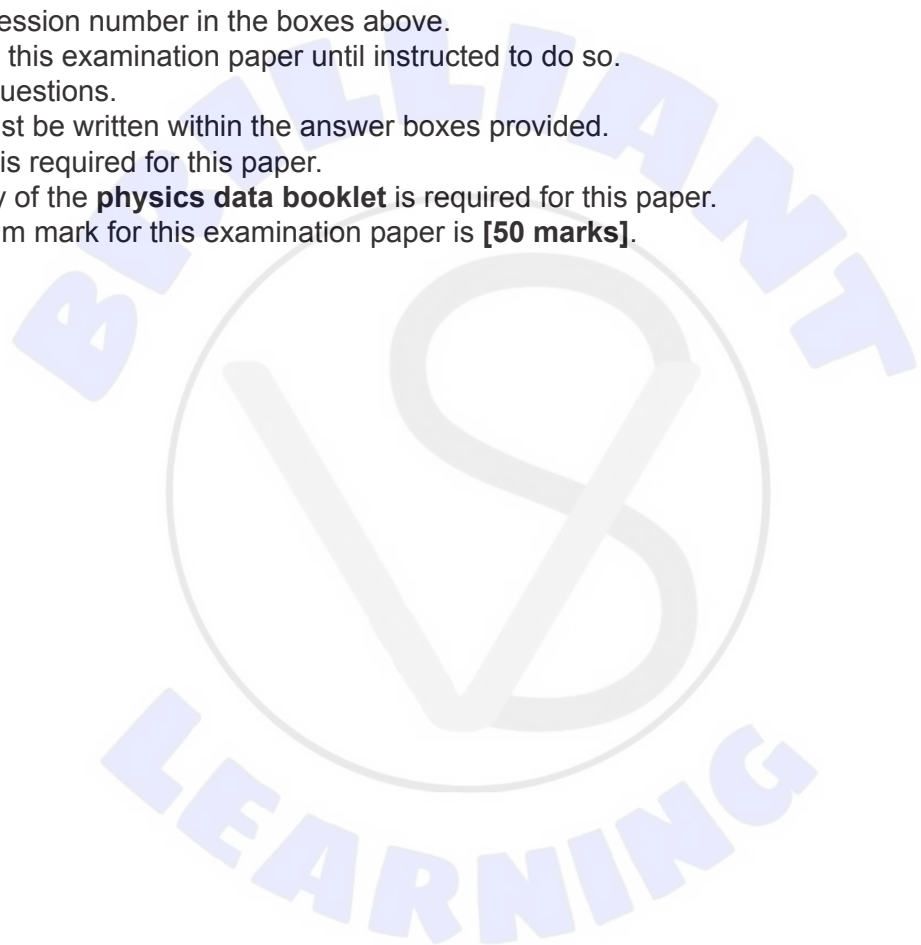 ession number in the boxes above.
this examination paper until instructed to do so.
uestions.
st be written within the answer boxes provided.
is required for this paper.
y of the physics data booklet is required for this paper.
m mark for this examination paper is [50 marks].
BRILLIANT
VS
LEARNING